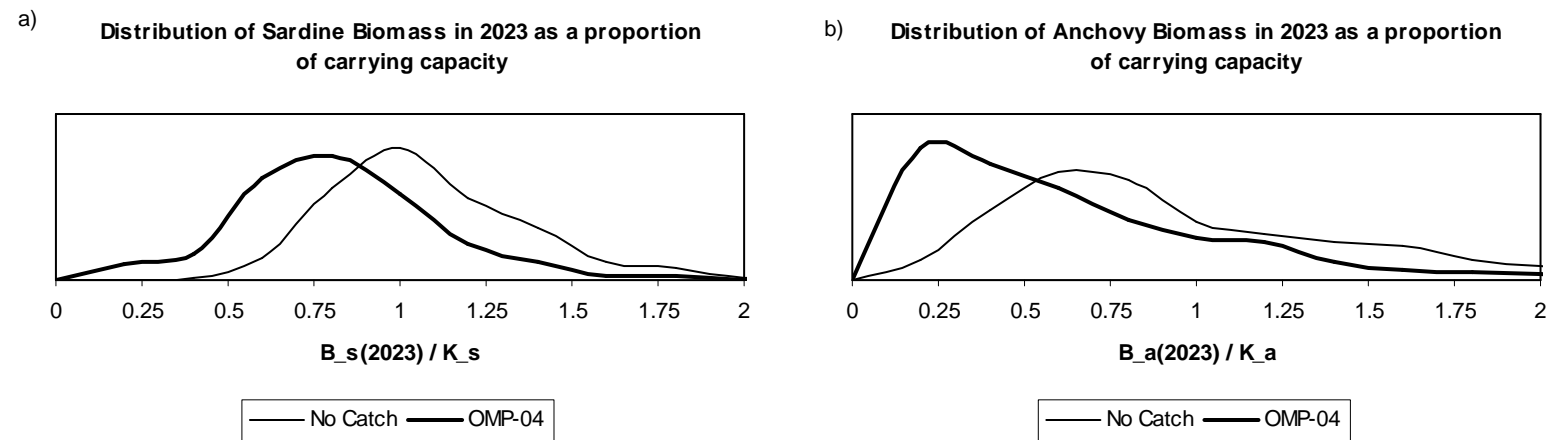 a)
Distribution of Sardine Biomass in 2023 as a proportion
of carrying capacity
0 0.25 0.5 0.75 1 1.25 1.5 1.75 2
B_s(2023) / K_s
No Catch OMP-04
b)
Distribution of Anchovy Biomass in 2023 as a proportion
of carrying capacity
0 0.25 0.5 0.75 1 1.25 1.5 1.75 2
B_a(2023) / K_a
No Catch OMP-04